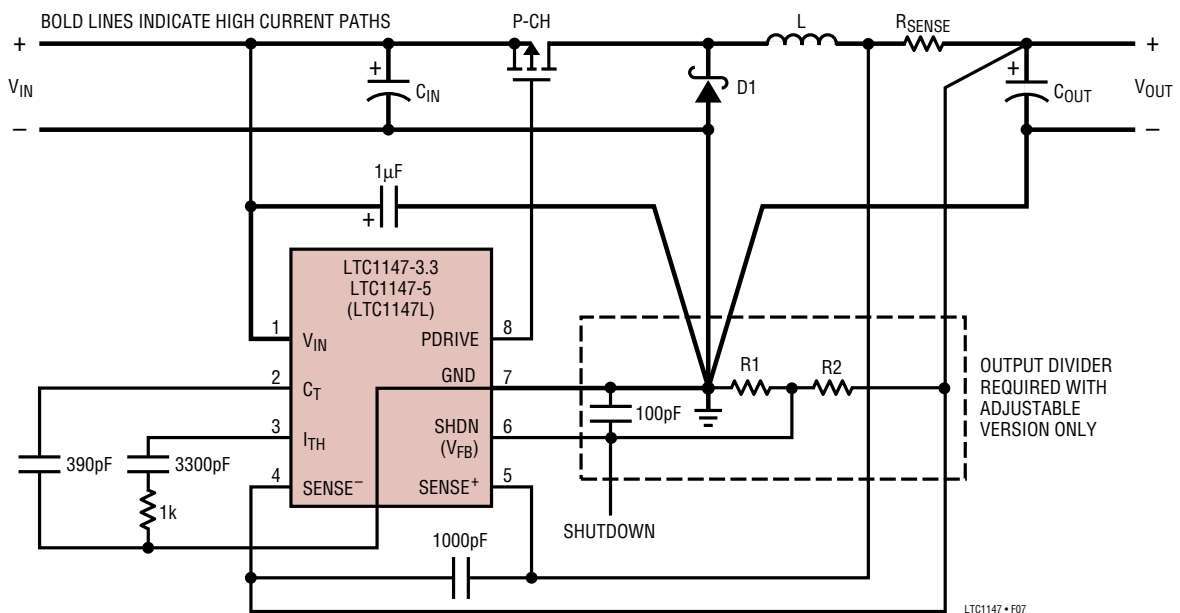 BOLD LINES INDICATE HIGH CURRENT PATHS
P-CH
L
RSENSE
+
VIN
−
+
CIN
D1
+
COUT
+
VOUT
−
1µF
+
LTC1147-3.3
LTC1147-5
(LTC1147L)
1
VIN
PDRIVE
8
2
CT
GND
7
3
ITH
SHDN
(VFB)
6
4
SENSE−
SENSE+
5
R1
R2
100pF
OUTPUT DIVIDER
REQUIRED WITH
ADJUSTABLE
VERSION ONLY
390pF
3300pF
1k
SHUTDOWN
1000pF
LTC1147 • F07